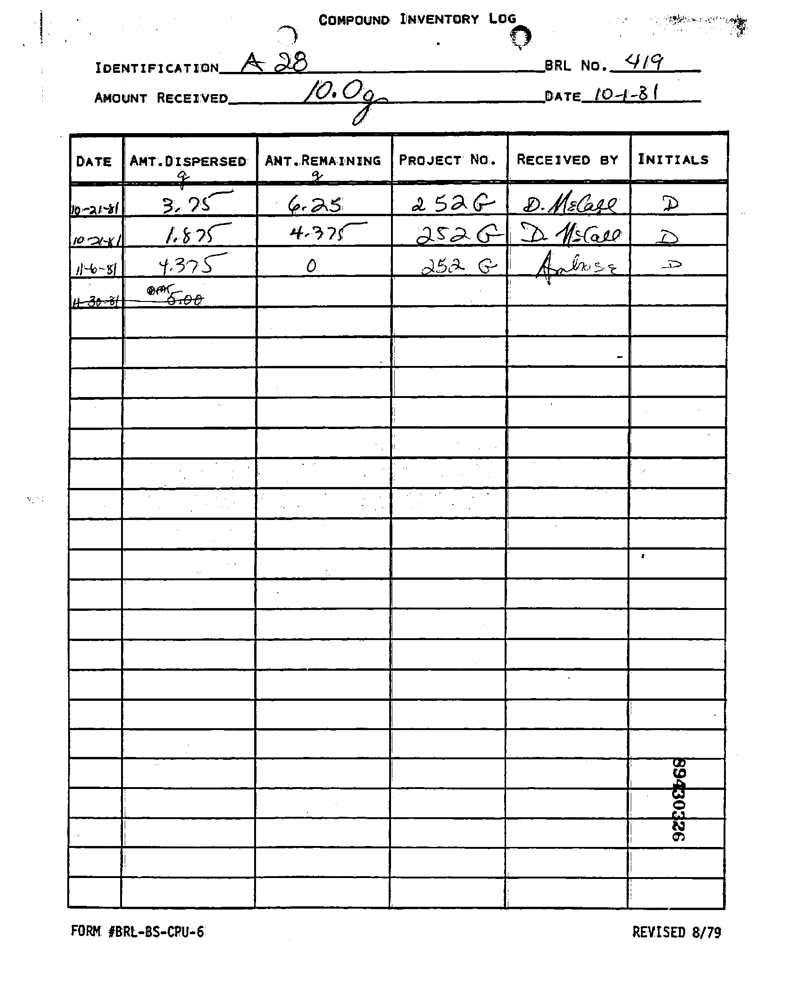 COMPOUND INVENTORY LOG
IDENTIFICATION A 28 BRL NO. 419
AMOUNT RECEIVED 10.0g DATE 10-1-81
DATE AMT.DISPERSED g AMT.REMAINING g PROJECT NO. RECEIVED BY INITIALS
10-21-81 3.75 6.25 252G D. McCall D
10-21-81 1.875 4.375 252G D. McCall D
11-6-81 4.375 0 252 G Ambrose D
11-30-81 5.00
89430326
FORM #BRL-BS-CPU-6 REVISED 8/79